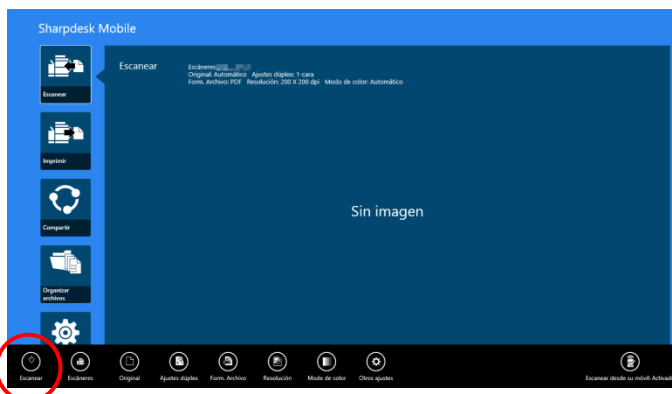 Sharpdesk Mobile
Escanear
Escanear
Escáneres:
Original: Automático Ajustes dúplex: 1-cara
Form. Archivo: PDF Resolución: 200 X 200 dpi Modo de color: Automático
Imprimir
Sin imagen
Compartir
Organizar
archivos
Escanear Escáneres Original Ajustes dúplex Form. Archivo Resolución Modo de color Otros ajustes Escanear desde su móvil: Activado